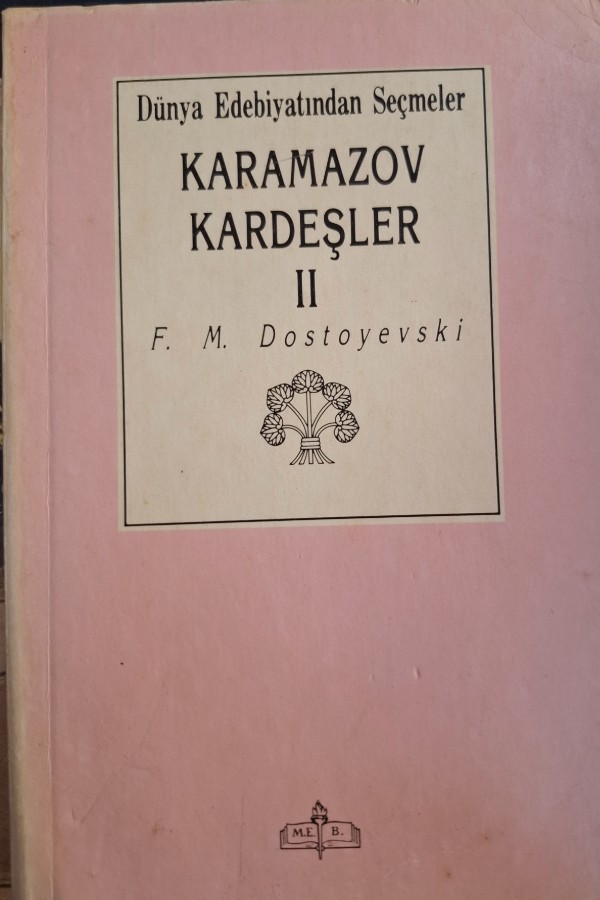 Dünya Edebiyatından Seçmeler
KARAMAZOV
KARDEŞLER
II
F. M. Dostoyevski
M.E. B.